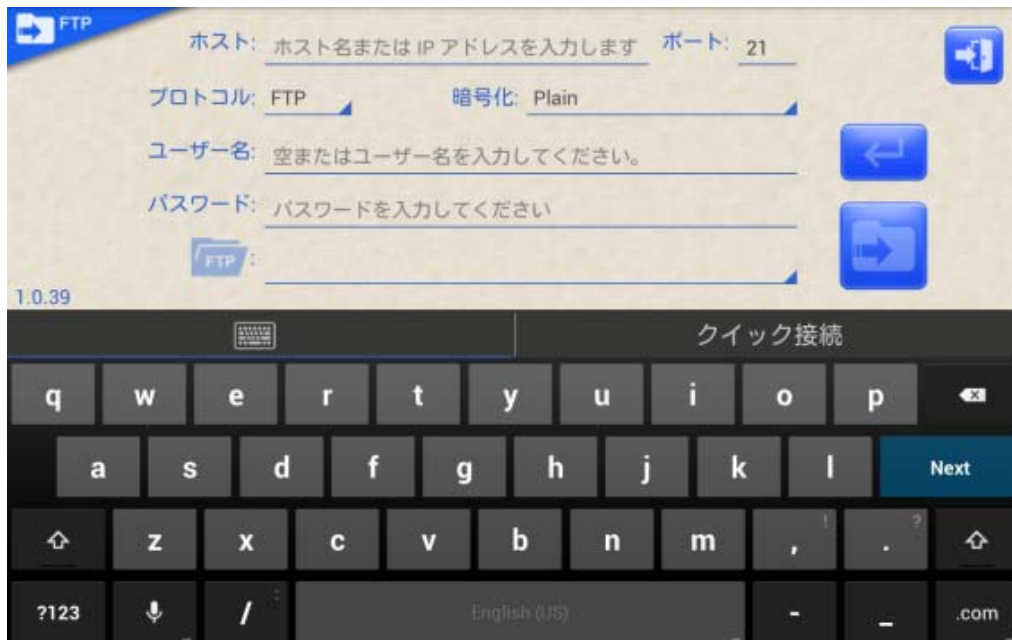 FTP
ホスト: ホスト名または IP アドレスを入力します ポート: 21
プロトコル: FTP 暗号化: Plain
ユーザー名: 空またはユーザー名を入力してください。
パスワード: パスワードを入力してください
FTP :
1.0.39
クイック接続
q w e r t y u i o p
a s d f g h j k l Next
z x c v b n m , ! . ?
?123 / : English (US) - _ .com